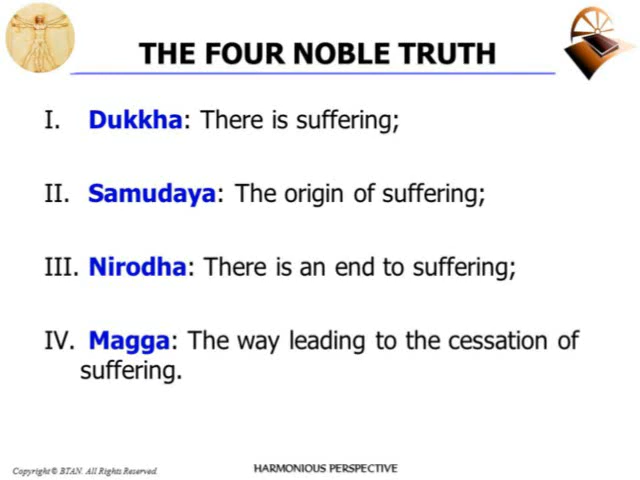 THE FOUR NOBLE TRUTH
I. Dukkha: There is suffering;
II. Samudaya: The origin of suffering;
III. Nirodha: There is an end to suffering;
IV. Magga: The way leading to the cessation of
suffering.
Copyright © BTAN. All Rights Reserved.
HARMONIOUS PERSPECTIVE